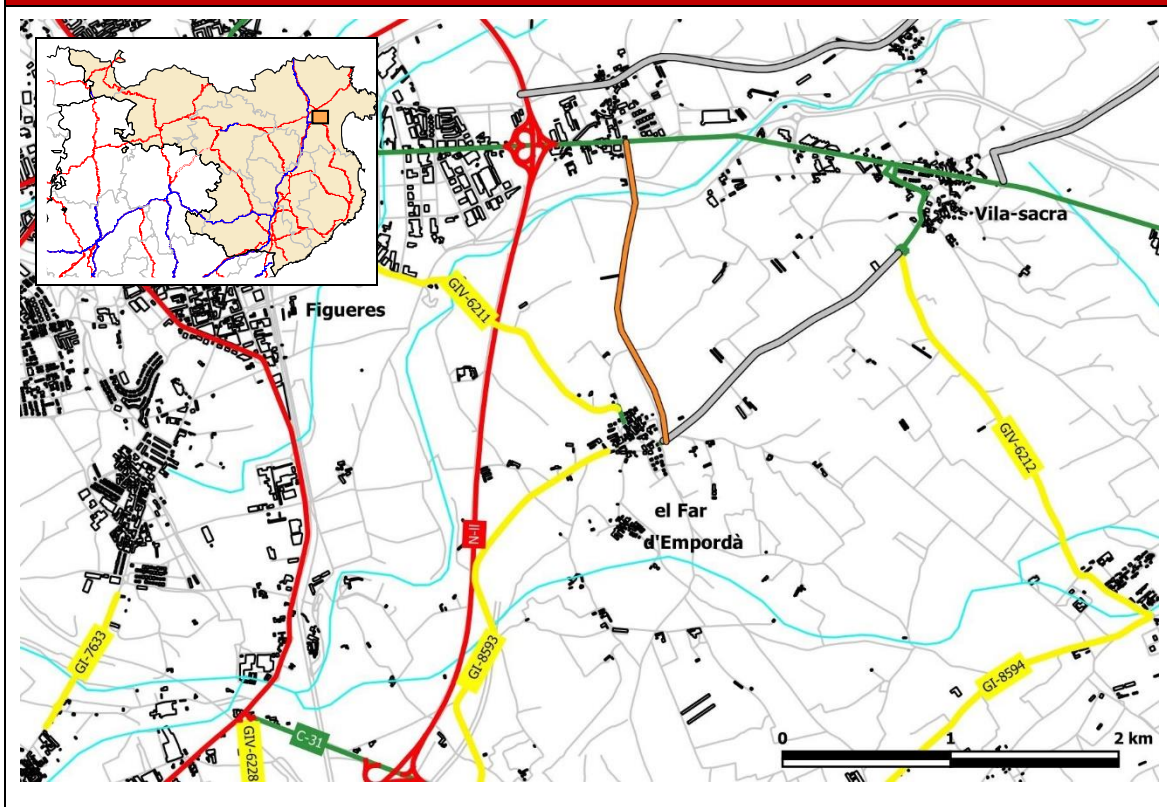 Vila-sacra
GIV-6211
Figueres
GIV-6212
el Far
d'Empordà
N-II
GI-8593
GI-7633
GI-8594
C-31
GIV-6228
0 1 2 km